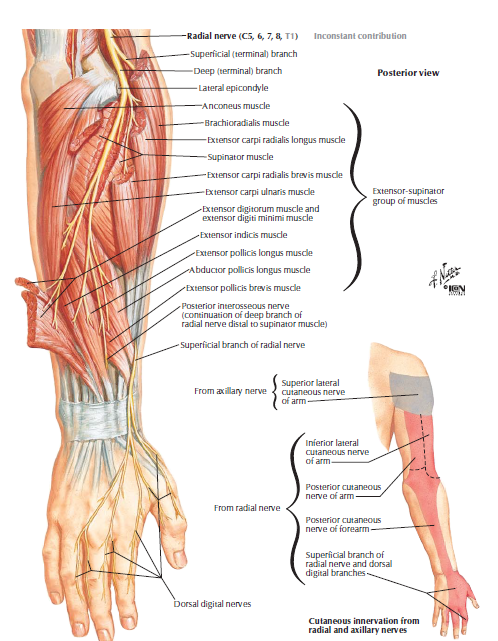 Radial nerve (C5, 6, 7, 8, T1) Inconstant contribution
Superficial (terminal) branch
Deep (terminal) branch
Posterior view
Lateral epicondyle
Anconeus muscle
Brachioradialis muscle
Extensor carpi radialis longus muscle
Supinator muscle
Extensor carpi radialis brevis muscle
Extensor carpi ulnaris muscle
Extensor-supinator
group of muscles
Extensor digitorum muscle and
extensor digiti minimi muscle
Extensor indicis muscle
Extensor pollicis longus muscle
Abductor pollicis longus muscle
Extensor pollicis brevis muscle
Posterior interosseous nerve
(continuation of deep branch of
radial nerve distal to supinator muscle)
Superficial branch of radial nerve
From axillary nerve
Superior lateral
cutaneous nerve
of arm
Inferior lateral
cutaneous nerve
of arm
Posterior cutaneous
nerve of arm
From radial nerve
Posterior cutaneous
nerve of forearm
Superficial branch of
radial nerve and dorsal
digital branches
Dorsal digital nerves
Cutaneous innervation from
radial and axillary nerves